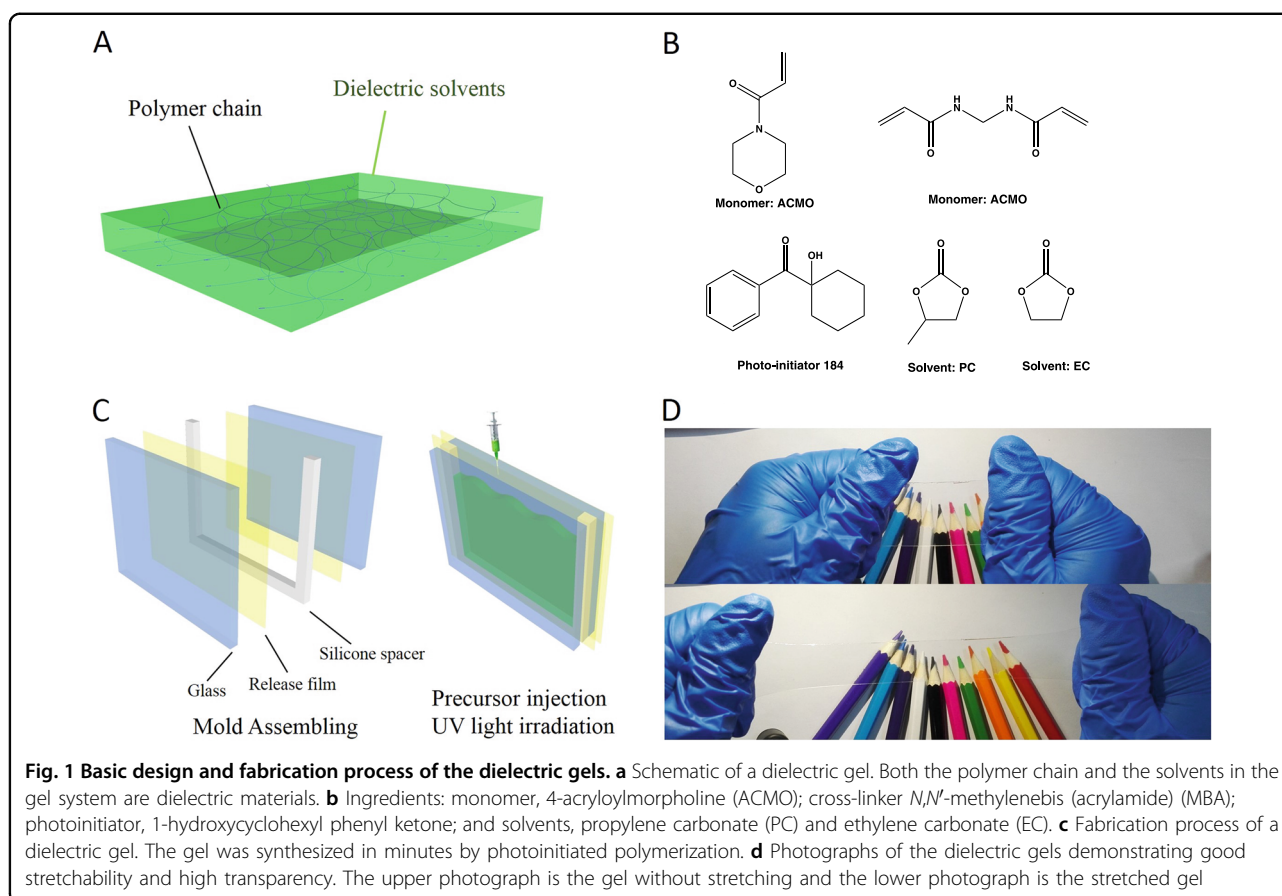 A
Polymer chain
Dielectric solvents
B
O
N
O
Monomer: ACMO
H
N
H
N
O
O
Monomer: ACMO
O
OH
Photo-initiator 184
O
O
O
Solvent: PC
O
O
O
Solvent: EC
C
Glass
Release film
Silicone spacer
Mold Assembling
Precursor injection
UV light irradiation
D
Fig. 1 Basic design and fabrication process of the dielectric gels. a Schematic of a dielectric gel. Both the polymer chain and the solvents in the
gel system are dielectric materials. b Ingredients: monomer, 4-acryloylmorpholine (ACMO); cross-linker N,N′-methylenebis (acrylamide) (MBA);
photoinitiator, 1-hydroxycyclohexyl phenyl ketone; and solvents, propylene carbonate (PC) and ethylene carbonate (EC). c Fabrication process of a
dielectric gel. The gel was synthesized in minutes by photoinitiated polymerization. d Photographs of the dielectric gels demonstrating good
stretchability and high transparency. The upper photograph is the gel without stretching and the lower photograph is the stretched gel